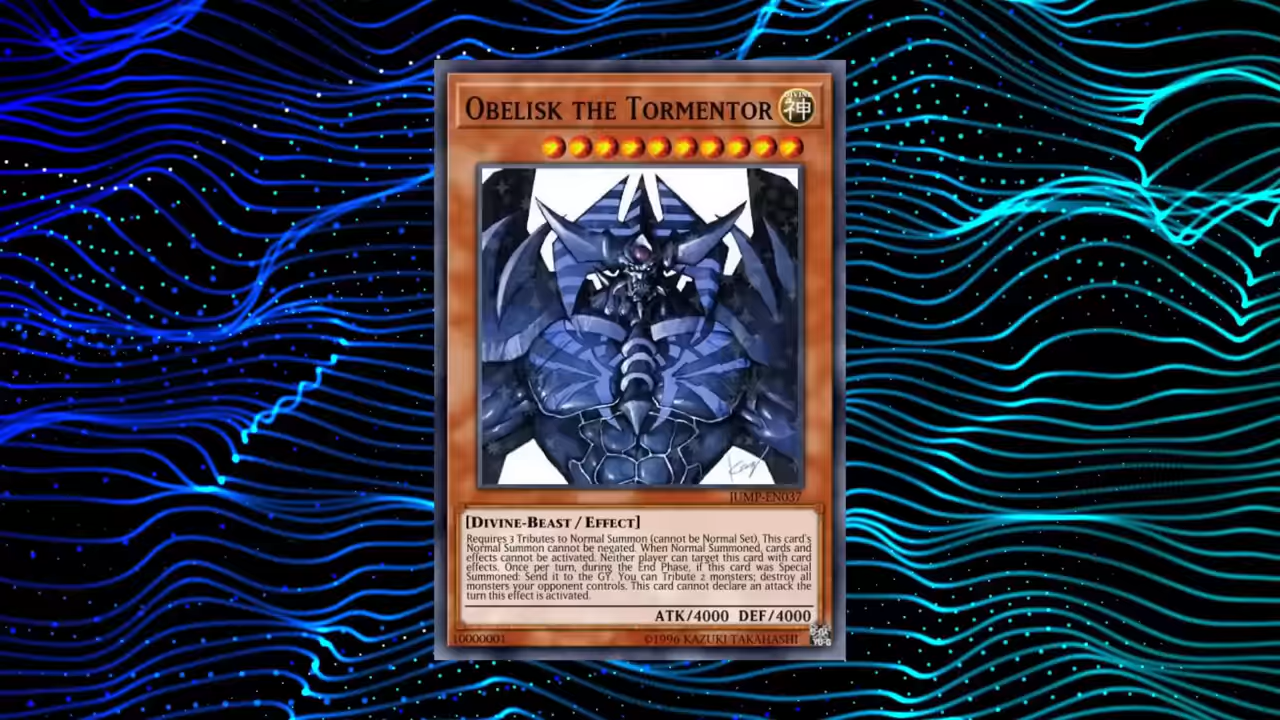 OBELISK THE TORMENTOR
DIVINE
神
JUMP-EN037
[DIVINE-BEAST / EFFECT]
Requires 3 Tributes to Normal Summon (cannot be Normal Set). This card's
Normal Summon cannot be negated. When Normal Summoned, cards and
effects cannot be activated. Neither player can target this card with card
effects. Once per turn, during the End Phase, if this card was Special
Summoned: Send it to the GY. You can Tribute 2 monsters; destroy all
monsters your opponent controls. This card cannot declare an attack the
turn this effect is activated.
ATK/4000 DEF/4000
10000001
©1996 KAZUKI TAKAHASHI